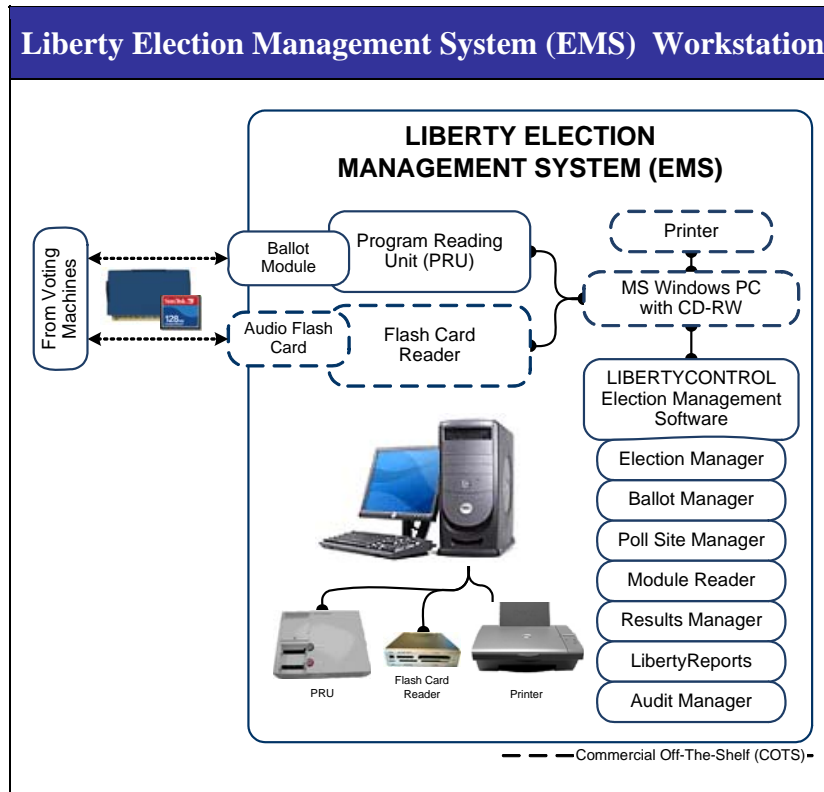 Liberty Election Management System (EMS) Workstation
LIBERTY ELECTION
MANAGEMENT SYSTEM (EMS)
From Voting
Machines
SanDisk
128
Ballot
Module
Program Reading
Unit (PRU)
Audio Flash
Card
Flash Card
Reader
Printer
MS Windows PC
with CD-RW
LIBERTYCONTROL
Election Management
Software
Election Manager
Ballot Manager
Poll Site Manager
Module Reader
Results Manager
LibertyReports
Audit Manager
PRU
Flash Card
Reader
Printer
Commercial Off-The-Shelf (COTS)